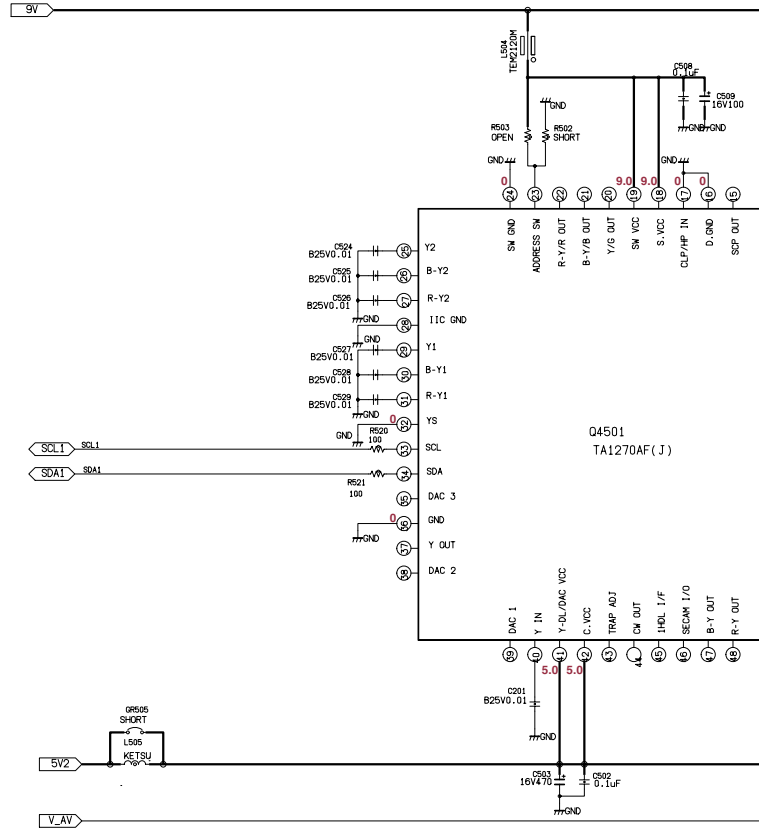 9V
L504
TEM2120M
C508
0.1uF
C509
16V100
GND
GND
GND
R503
OPEN
R502
SHORT
GND
GND
0
9.0
9.0
0
0
24
23
22
21
20
19
18
17
16
15
SW GND
ADDRESS SW
R-Y/R OUT
B-Y/B OUT
Y/G OUT
SW VCC
S.VCC
CLP/HP IN
D.GND
SCP OUT
C524
B25V0.01
25
Y2
C525
B25V0.01
26
B-Y2
C526
B25V0.01
27
R-Y2
GND
28
IIC GND
GND
C527
B25V0.01
29
Y1
C528
B25V0.01
30
B-Y1
C529
B25V0.01
31
R-Y1
GND
0
32
YS
GND
R520
100
SCL1
SCL1
33
SCL
SDA1
SDA1
34
SDA
R521
100
35
DAC 3
0
36
GND
GND
37
Y OUT
38
DAC 2
Q4501
TA1270AF(J)
DAC 1
Y IN
Y-DL/DAC VCC
C.VCC
TRAP ADJ
CW OUT
1HDL I/F
SECAM I/O
B-Y OUT
R-Y OUT
39
40
41
42
43
44
45
46
47
48
5.0
5.0
C201
B25V0.01
GND
GR505
SHORT
L505
KETSU
5V2
C503
16V470
C502
0.1uF
GND
V_AV